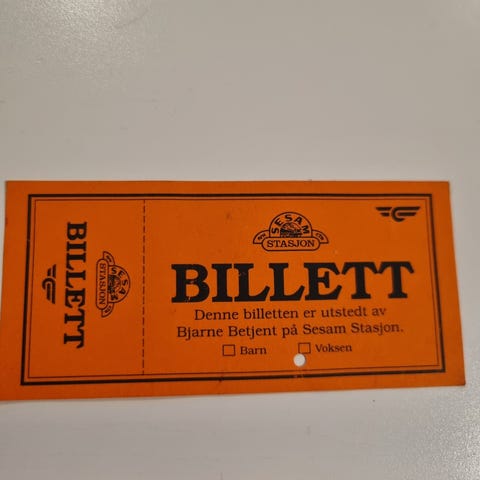 BILLETT
SESAM
STASJON
SESAM
STASJON
BILLETT
Denne billetten er utstedt av
Bjarne Betjent på Sesam Stasjon.
Barn
Voksen